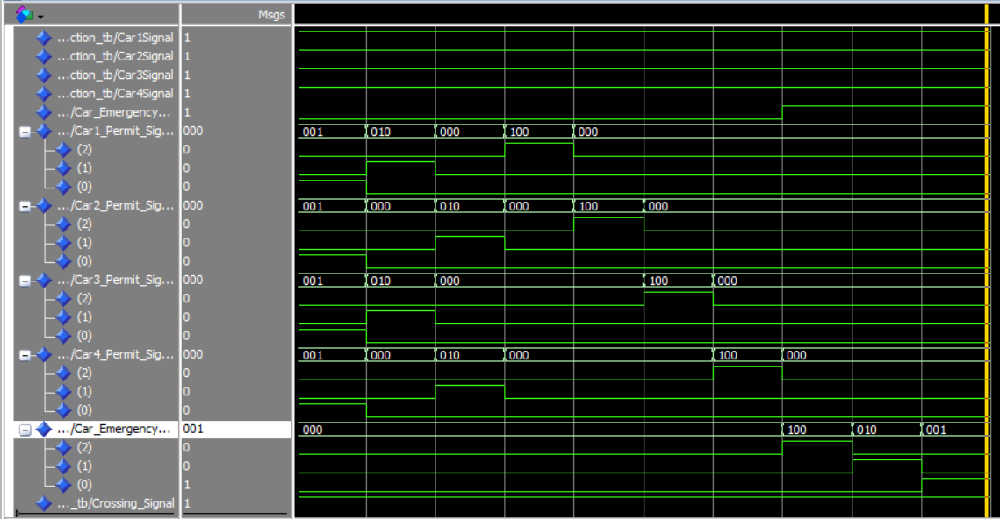 Msgs
...ction_tb/Car1Signal 1
...ction_tb/Car2Signal 1
...ction_tb/Car3Signal 1
...ction_tb/Car4Signal 1
.../Car_Emergency... 1
.../Car1_Permit_Sig... 000 001 010 000 100 000
(2) 0
(1) 0
(0) 0
.../Car2_Permit_Sig... 000 001 000 010 000 100 000
(2) 0
(1) 0
(0) 0
.../Car3_Permit_Sig... 000 001 010 000 100 000
(2) 0
(1) 0
(0) 0
.../Car4_Permit_Sig... 000 001 000 010 000 100 000
(2) 0
(1) 0
(0) 0
.../Car_Emergency... 001 000 100 010 001
(2) 0
(1) 0
(0) 1
..._tb/Crossing_Signal 1